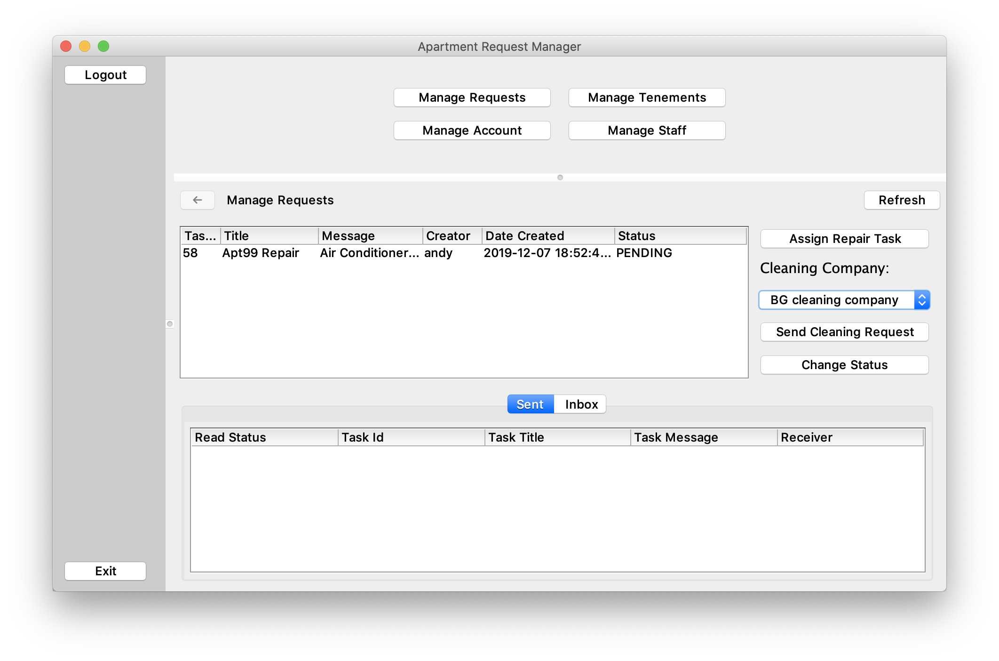 Apartment Request Manager
Logout
Manage Requests Manage Tenements
Manage Account Manage Staff
← Manage Requests Refresh
Tas... Title Message Creator Date Created Status
58 Apt99 Repair Air Conditioner... andy 2019-12-07 18:52:4... PENDING
Assign Repair Task
Cleaning Company:
BG cleaning company
Send Cleaning Request
Change Status
Sent Inbox
Read Status Task Id Task Title Task Message Receiver
Exit